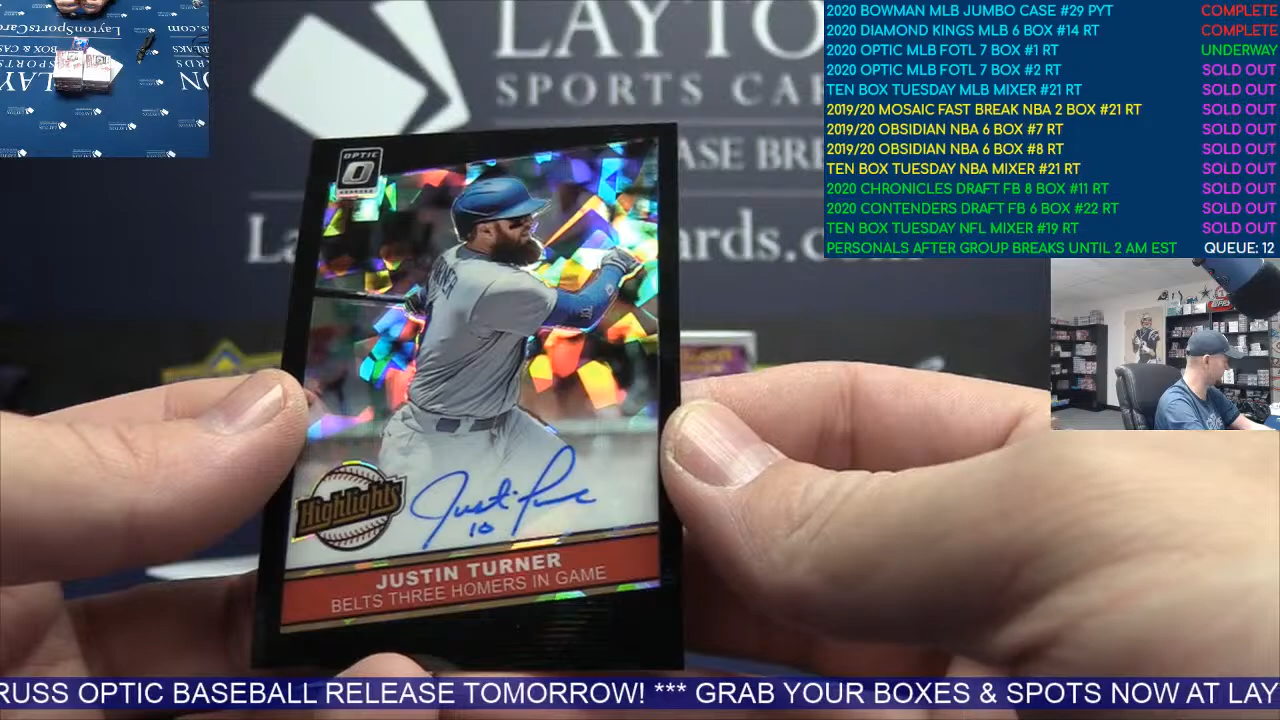 2020 BOWMAN MLB JUMBO CASE #29 PYT COMPLETE
2020 DIAMOND KINGS MLB 6 BOX #14 RT COMPLETE
2020 OPTIC MLB FOTL 7 BOX #1 RT UNDERWAY
2020 OPTIC MLB FOTL 7 BOX #2 RT SOLD OUT
TEN BOX TUESDAY MLB MIXER #21 RT SOLD OUT
2019/20 MOSAIC FAST BREAK NBA 2 BOX #21 RT SOLD OUT
2019/20 OBSIDIAN NBA 6 BOX #7 RT SOLD OUT
2019/20 OBSIDIAN NBA 6 BOX #8 RT SOLD OUT
TEN BOX TUESDAY NBA MIXER #21 RT SOLD OUT
2020 CHRONICLES DRAFT FB 8 BOX #11 RT SOLD OUT
2020 CONTENDERS DRAFT FB 6 BOX #22 RT SOLD OUT
TEN BOX TUESDAY NFL MIXER #19 RT SOLD OUT
PERSONALS AFTER GROUP BREAKS UNTIL 2 AM EST QUEUE: 12
LAYTO
SPORTS CA
ASE BRE
La
rds.com
OPTIC
Highlights
Justin Turner
10
JUSTIN TURNER
BELTS THREE HOMERS IN GAME
RUSS OPTIC BASEBALL RELEASE TOMORROW! *** GRAB YOUR BOXES & SPOTS NOW AT LAY